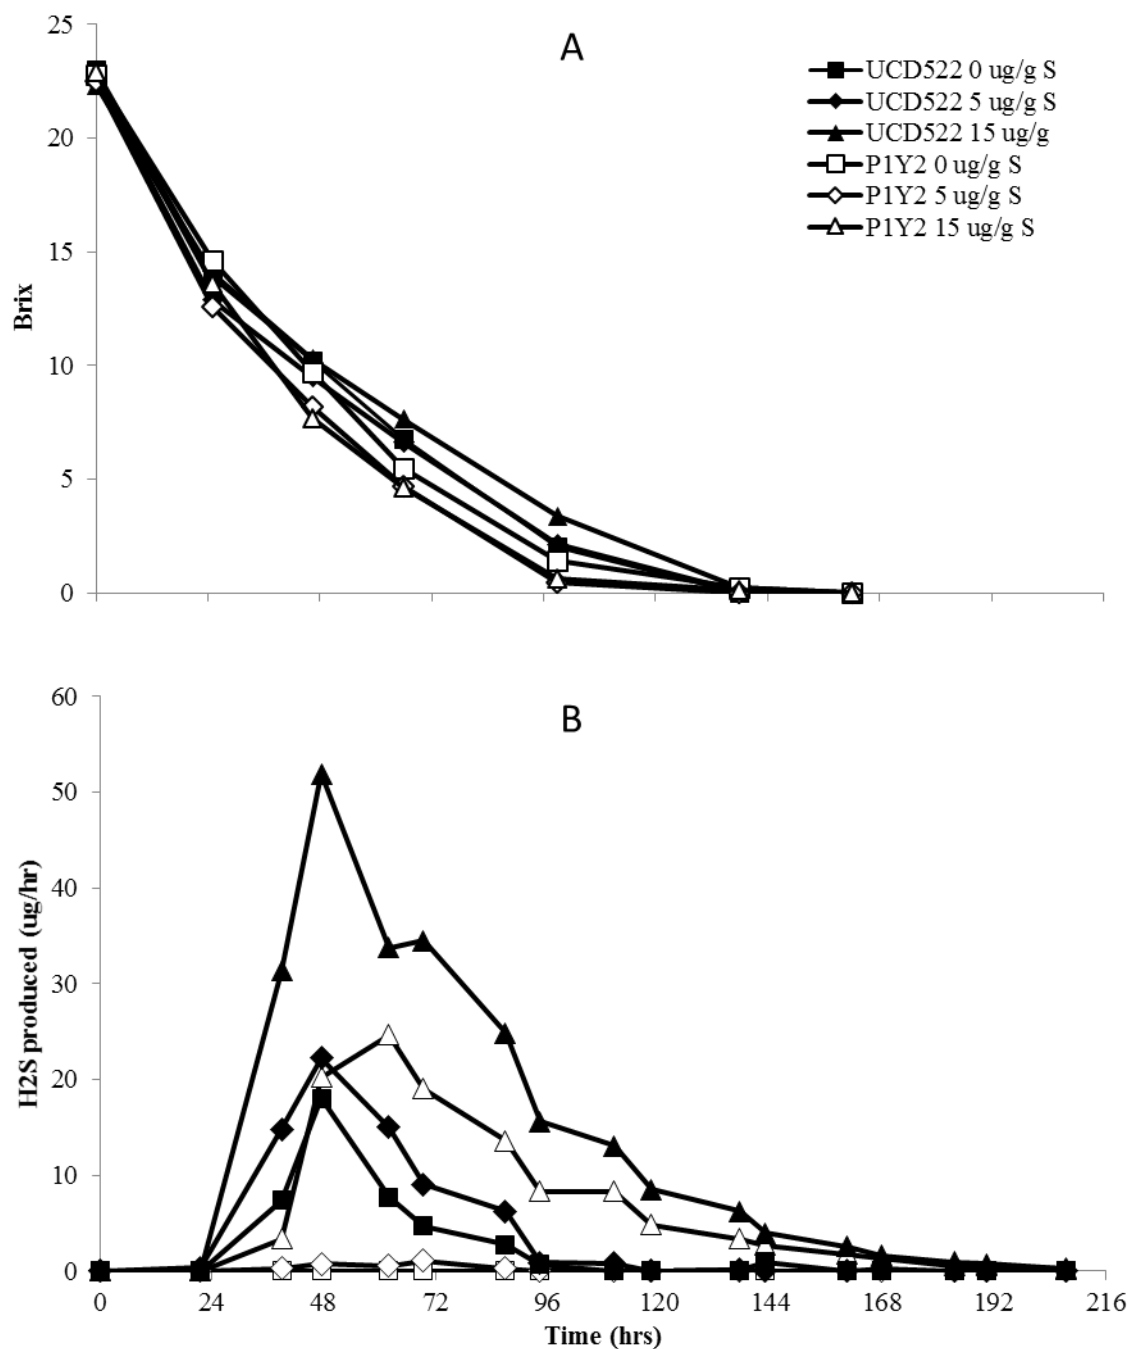 25
A
UCD522 0 ug/g S
UCD522 5 ug/g S
20
UCD522 15 ug/g
P1Y2 0 ug/g S
P1Y2 5 ug/g S
P1Y2 15 ug/g S
15
Brix
10
5
0
60
B
50
40
H2S produced (ug/hr)
30
20
10
0
0 24 48 72 96 120 144 168 192 216
Time (hrs)